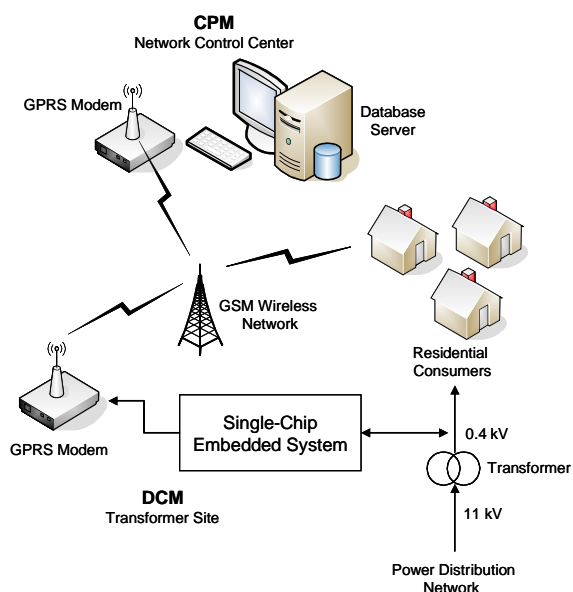 CPM
Network Control Center
GPRS Modem
Database
Server
GSM Wireless
Network
Residential
Consumers
GPRS Modem
Single-Chip
Embedded System
0.4 kV
Transformer
DCM
Transformer Site
11 kV
Power Distribution
Network